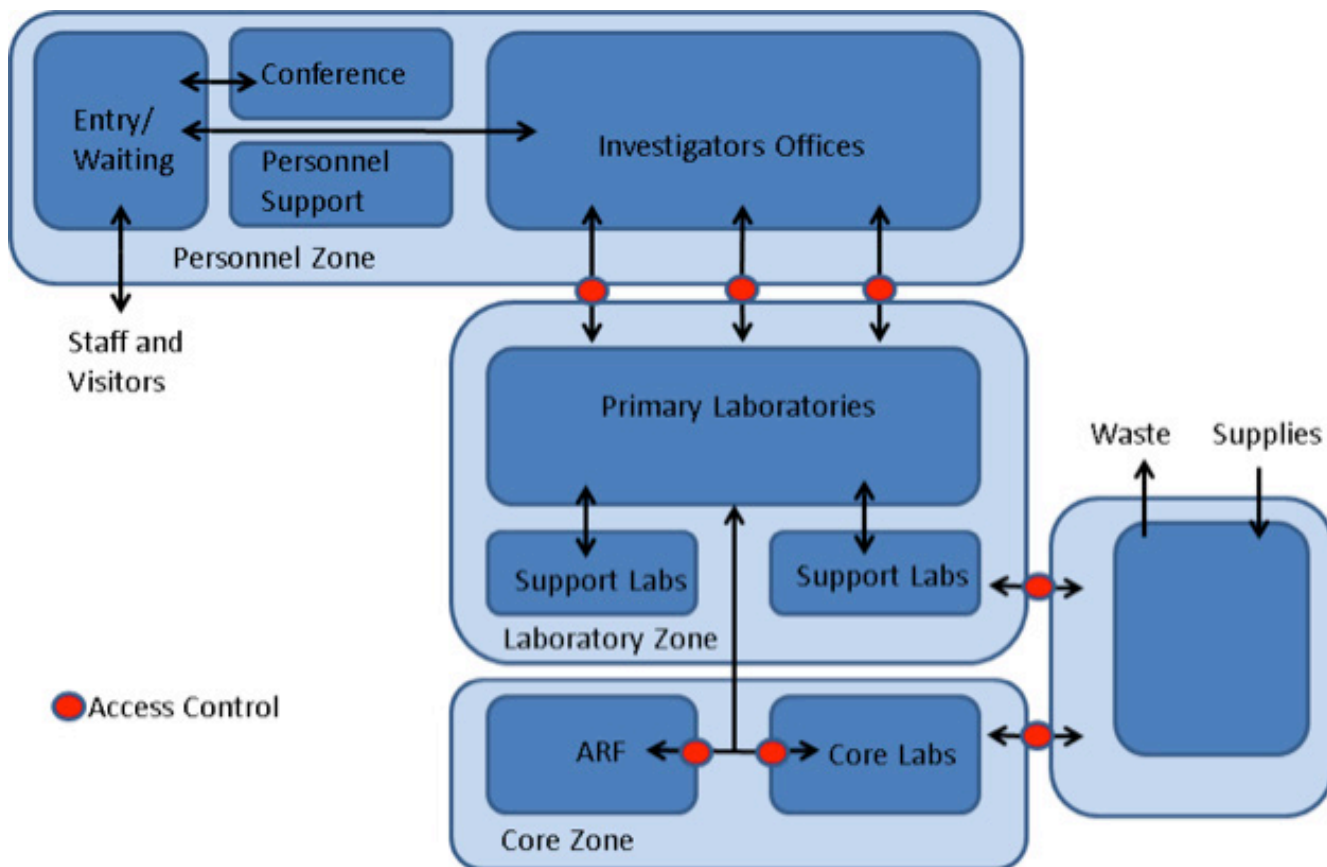 Conference
Entry/
Waiting
Investigators Offices
Personnel
Support
Personnel Zone
Staff and
Visitors
Primary Laboratories
Waste
Supplies
Support Labs
Support Labs
Laboratory Zone
Access Control
ARF
Core Labs
Core Zone